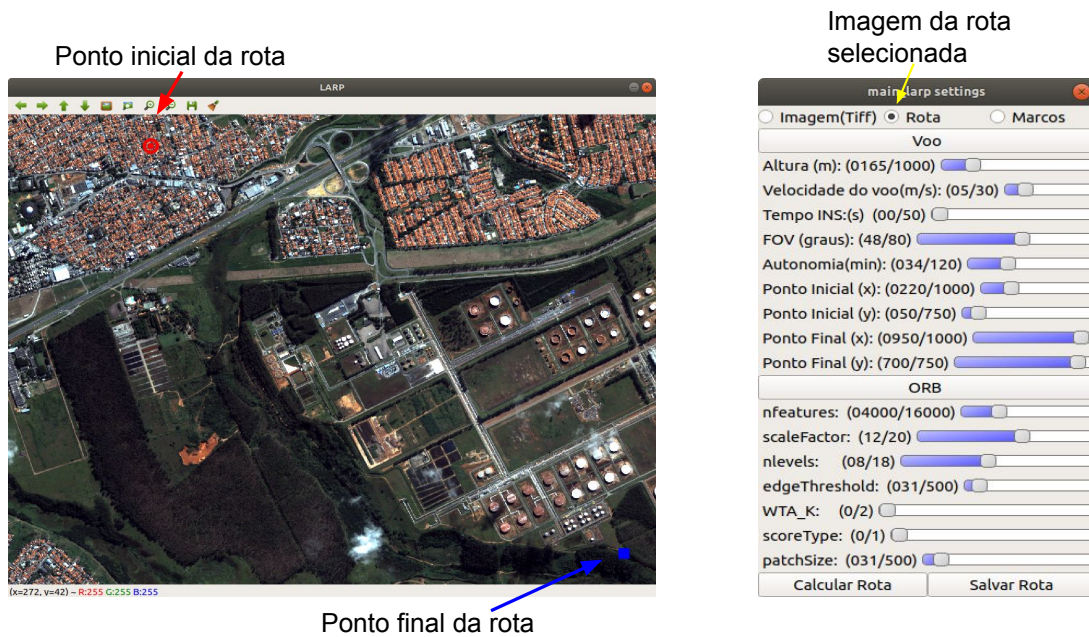 Imagem da rota
selecionada
Ponto inicial da rota
LARP
(x=272, y=42) ~ R:255 G:255 B:255
Ponto final da rota
main larp settings
Imagem(Tiff) Rota Marcos
Voo
Altura (m): (0165/1000)
Velocidade do voo(m/s): (05/30)
Tempo INS:(s) (00/50)
FOV (graus): (48/80)
Autonomia(min): (034/120)
Ponto Inicial (x): (0220/1000)
Ponto Inicial (y): (050/750)
Ponto Final (x): (0950/1000)
Ponto Final (y): (700/750)
ORB
nfeatures: (04000/16000)
scaleFactor: (12/20)
nlevels: (08/18)
edgeThreshold: (031/500)
WTA_K: (0/2)
scoreType: (0/1)
patchSize: (031/500)
Calcular Rota Salvar Rota